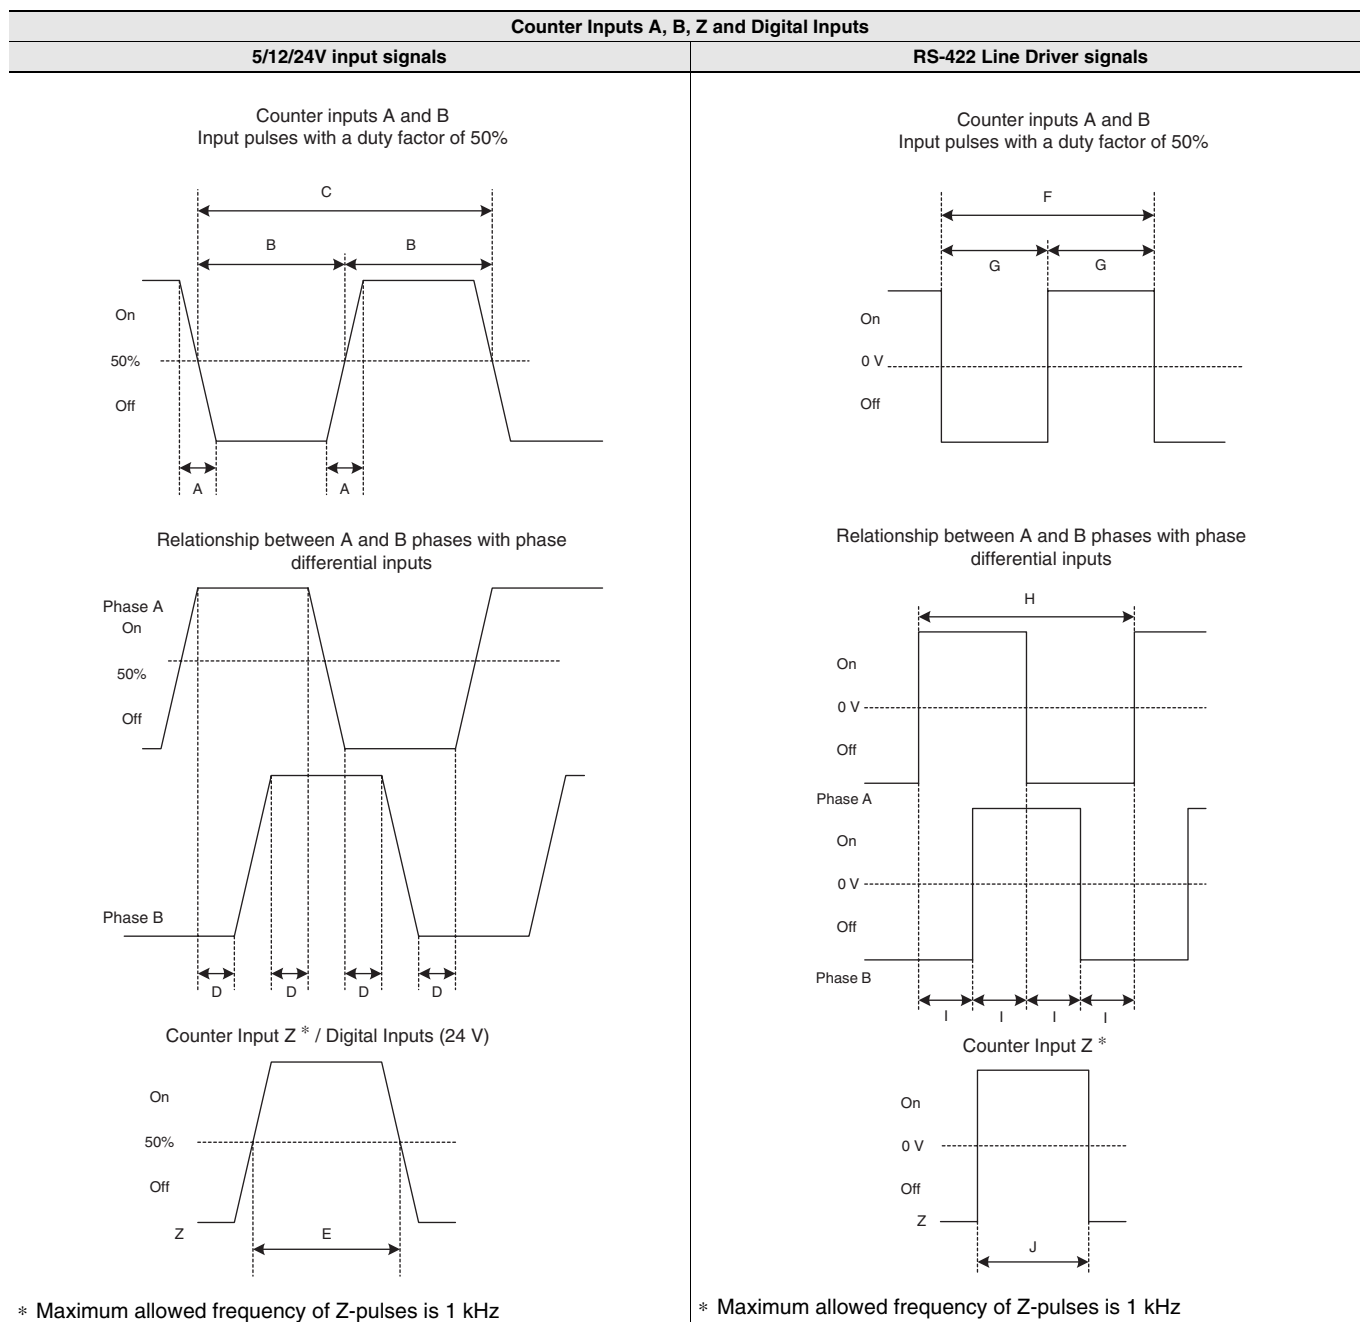 Counter Inputs A, B, Z and Digital Inputs
5/12/24V input signals
RS-422 Line Driver signals
Counter inputs A and B
Input pulses with a duty factor of 50%
C
B B
On
50%
Off
A A
Relationship between A and B phases with phase
differential inputs
Phase A
On
50%
Off
Phase B
D D D D
Counter Input Z * / Digital Inputs (24 V)
On
50%
Off
Z
E
* Maximum allowed frequency of Z-pulses is 1 kHz
Counter inputs A and B
Input pulses with a duty factor of 50%
F
G G
On
0 V
Off
Relationship between A and B phases with phase
differential inputs
H
On
0 V
Off
Phase A
On
0 V
Off
Phase B
I I I I
Counter Input Z *
On
0 V
Off
Z
J
* Maximum allowed frequency of Z-pulses is 1 kHz